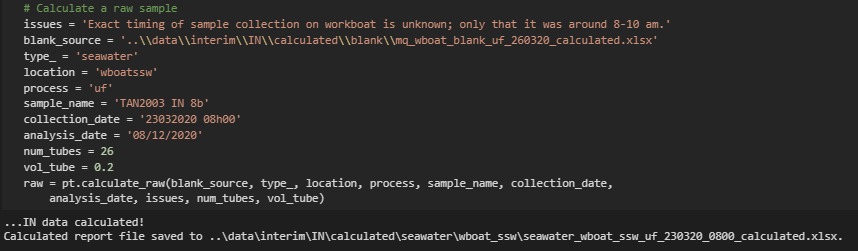 # Calculate a raw sample
issues = 'Exact timing of sample collection on workboat is unknown; only that it was around 8-10 am.'
blank_source = '..\\data\\interim\\IN\\calculated\\blank\\mq_wboat_blank_uf_260320_calculated.xlsx'
type_ = 'seawater'
location = 'wboatssw'
process = 'uf'
sample_name = 'TAN2003 IN 8b'
collection_date = '23032020 08h00'
analysis_date = '08/12/2020'
num_tubes = 26
vol_tube = 0.2
raw = pt.calculate_raw(blank_source, type_, location, process, sample_name, collection_date,
analysis_date, issues, num_tubes, vol_tube)
...IN data calculated!
Calculated report file saved to ..\data\interim\IN\calculated\seawater\wboat_ssw\seawater_wboat_ssw_uf_230320_0800_calculated.xlsx.